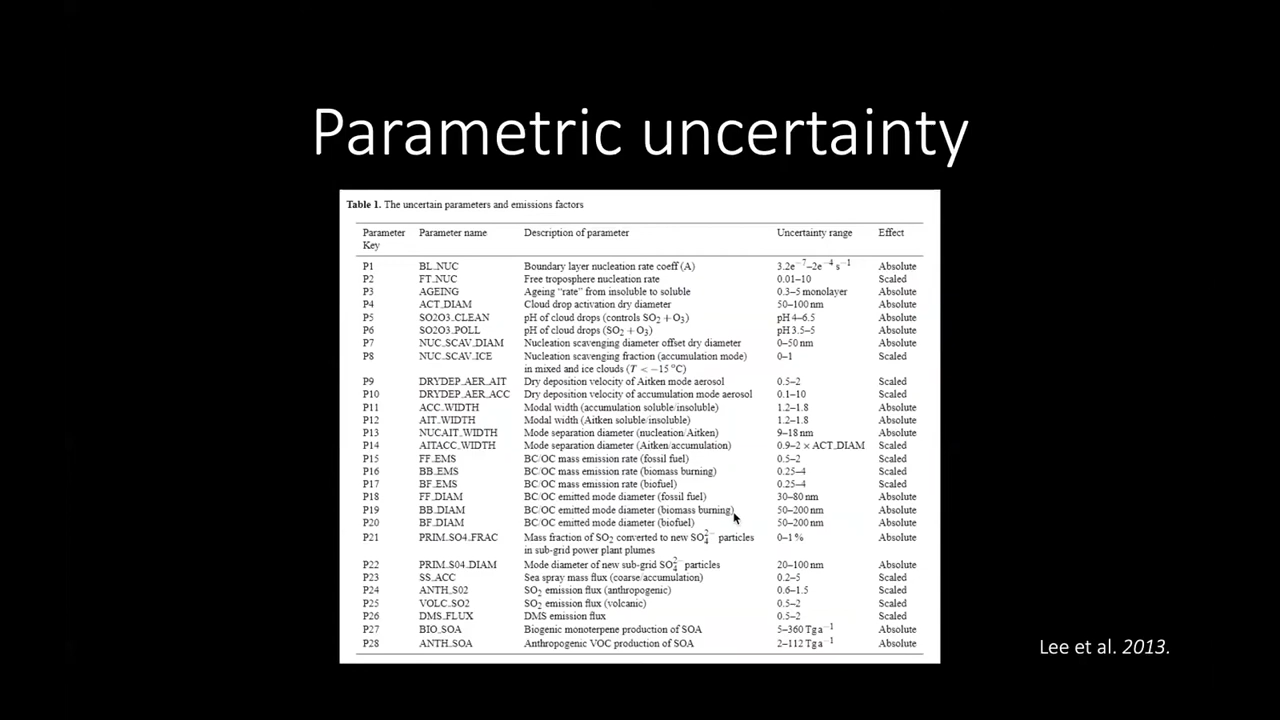 Parametric uncertainty
Table 1. The uncertain parameters and emissions factors
Parameter Key Parameter name Description of parameter Uncertainty range Effect
P1 BL_NUC Boundary layer nucleation rate coeff (A) 3.2e⁻⁷–2e⁻⁴ s⁻¹ Absolute
P2 FT_NUC Free troposphere nucleation rate 0.01–10 Scaled
P3 AGEING Ageing “rate” from insoluble to soluble 0.3–5 monolayer Absolute
P4 ACT_DIAM Cloud drop activation dry diameter 50–100 nm Absolute
P5 SO2O3_CLEAN pH of cloud drops (controls SO₂ + O₃) pH 4–6.5 Absolute
P6 SO2O3_POLL pH of cloud drops (SO₂ + O₃) pH 3.5–5 Absolute
P7 NUC_SCAV_DIAM Nucleation scavenging diameter offset dry diameter 0–50 nm Absolute
P8 NUC_SCAV_ICE Nucleation scavenging fraction (accumulation mode) 0–1 Scaled
in mixed and ice clouds (T < −15 °C)
P9 DRYDEP_AER_AIT Dry deposition velocity of Aitken mode aerosol 0.5–2 Scaled
P10 DRYDEP_AER_ACC Dry deposition velocity of accumulation mode aerosol 0.1–10 Scaled
P11 ACC_WIDTH Modal width (accumulation soluble/insoluble) 1.2–1.8 Absolute
P12 AIT_WIDTH Modal width (Aitken soluble/insoluble) 1.2–1.8 Absolute
P13 NUCAIT_WIDTH Mode separation diameter (nucleation/Aitken) 9–18 nm Absolute
P14 AITACC_WIDTH Mode separation diameter (Aitken/accumulation) 0.9–2 × ACT_DIAM Scaled
P15 FF_EMS BC/OC mass emission rate (fossil fuel) 0.5–2 Scaled
P16 BB_EMS BC/OC mass emission rate (biomass burning) 0.25–4 Scaled
P17 BF_EMS BC/OC mass emission rate (biofuel) 0.25–4 Scaled
P18 FF_DIAM BC/OC emitted mode diameter (fossil fuel) 30–80 nm Absolute
P19 BB_DIAM BC/OC emitted mode diameter (biomass burning) 50–200 nm Absolute
P20 BF_DIAM BC/OC emitted mode diameter (biofuel) 50–200 nm Absolute
P21 PRIM_SO4_FRAC Mass fraction of SO₂ converted to new SO₄²⁻ particles 0–1 % Absolute
in sub-grid power plant plumes
P22 PRIM_S04_DIAM Mode diameter of new sub-grid SO₄²⁻ particles 20–100 nm Absolute
P23 SS_ACC Sea spray mass flux (coarse/accumulation) 0.2–5 Scaled
P24 ANTH_S02 SO₂ emission flux (anthropogenic) 0.6–1.5 Scaled
P25 VOLC_SO2 SO₂ emission flux (volcanic) 0.5–2 Scaled
P26 DMS_FLUX DMS emission flux 0.5–2 Scaled
P27 BIO_SOA Biogenic monoterpene production of SOA 5–360 Tg a⁻¹ Absolute
P28 ANTH_SOA Anthropogenic VOC production of SOA 2–112 Tg a⁻¹ Absolute
Lee et al. 2013.